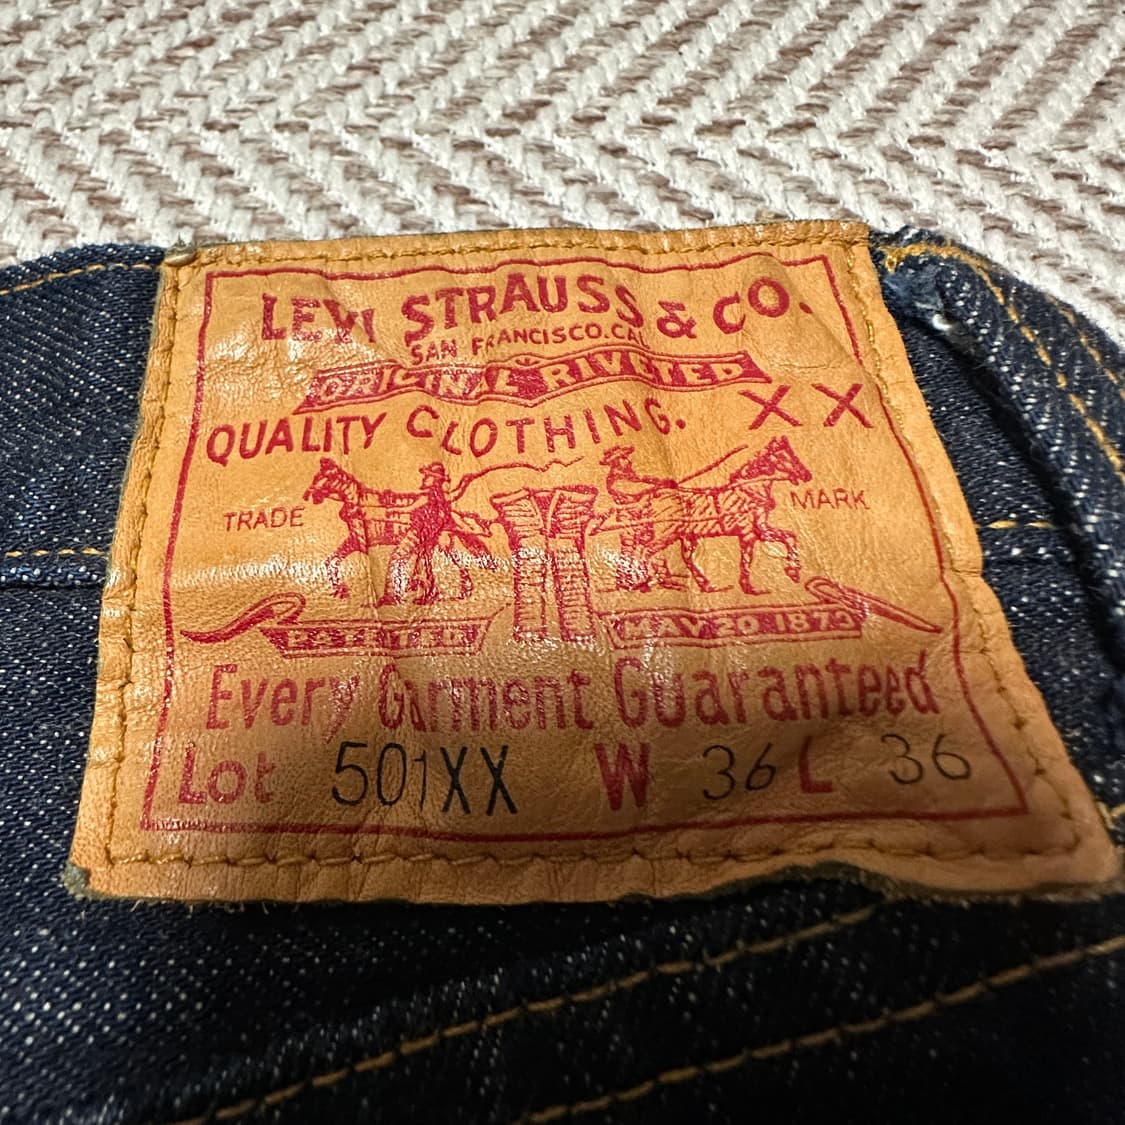 LEVI STRAUSS & CO.
SAN FRANCISCO.CAL
ORIGINAL RIVETED
QUALITY CLOTHING. XX
TRADE MARK
PATETED MAY 20 1873
Every Garment Guaranteed
Lot 501XX W 36 L 36